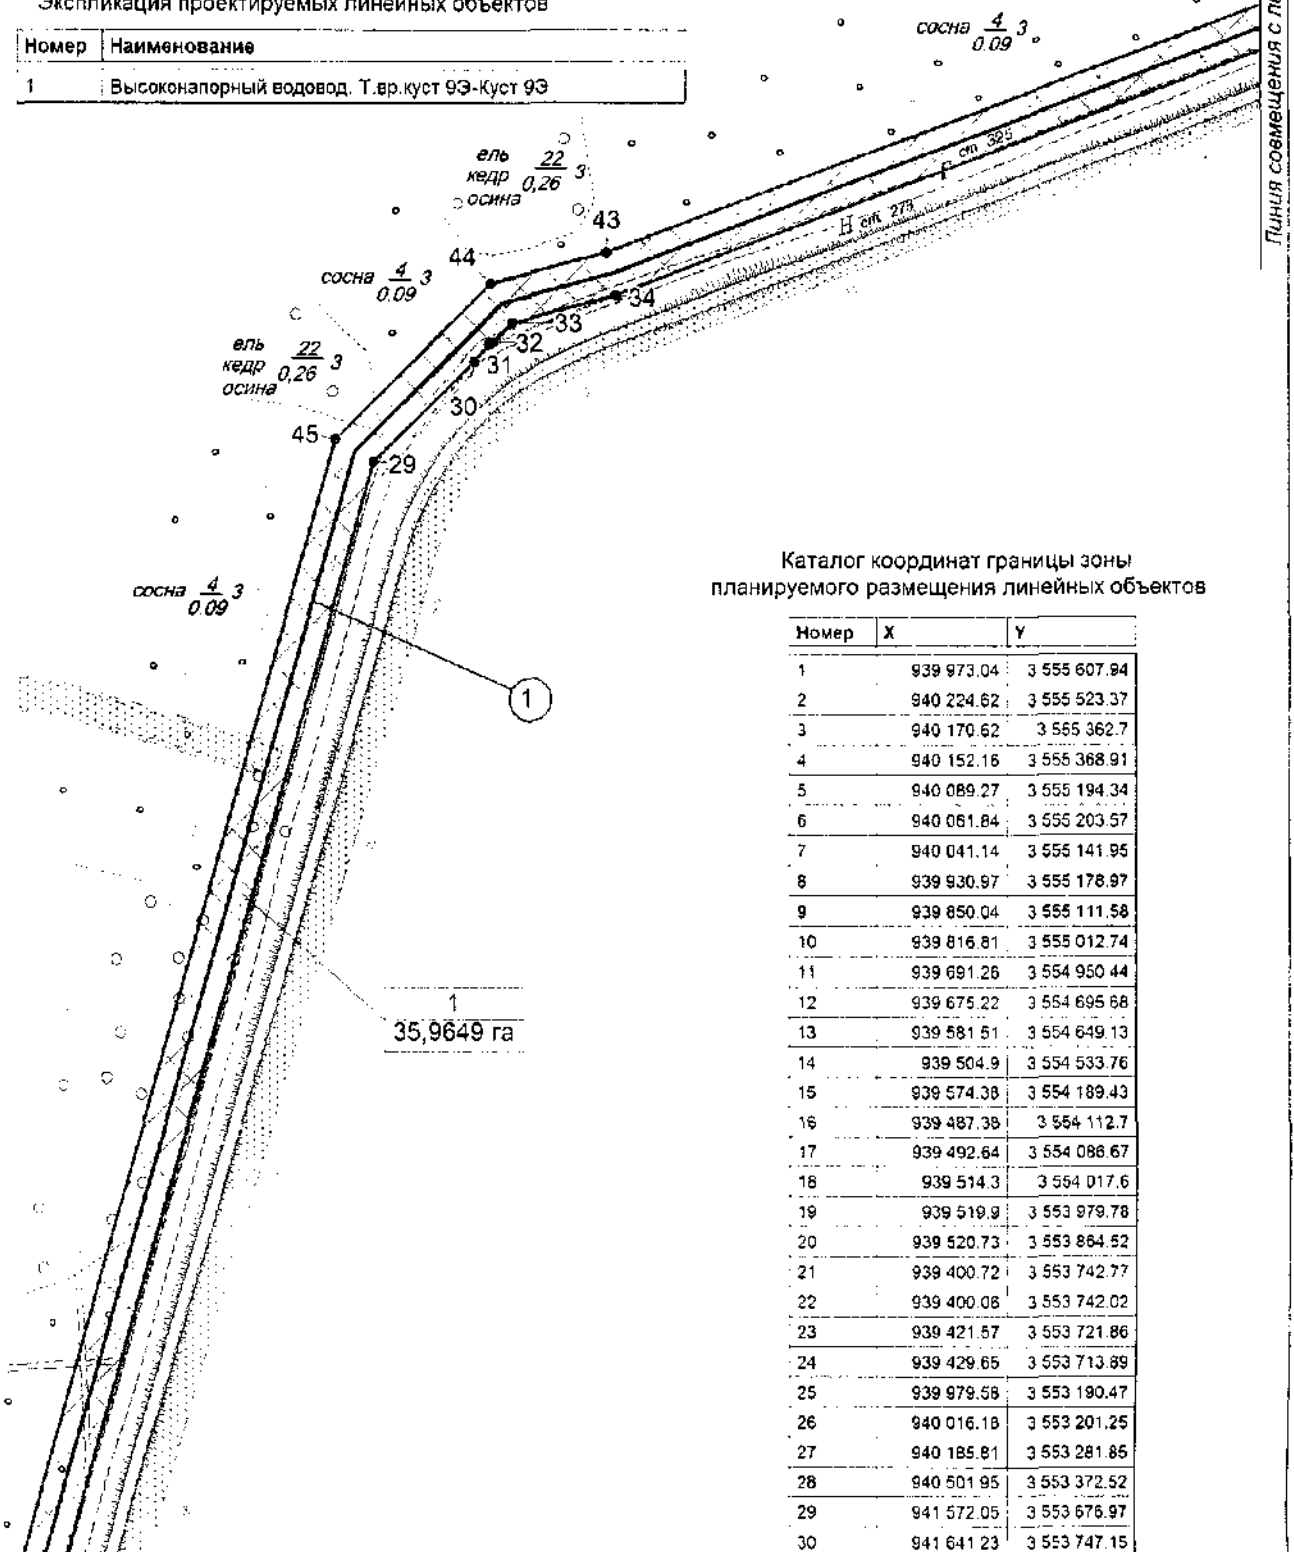 Экспликация проектируемых линейных объектов
Номер Наименование
1 Высоконапорный водовод. Т.вр.куст 9Э-Куст 9Э
сосна 4/0.09 3
Линия совмещения с
ст 325
Г
Н ст 273
ель
кедр 22/0,26 3
осина
43
44
сосна 4/0.09 3
34
33
32
ель
кедр 22/0,26 3
осина
31
30
45
29
сосна 4/0.09 3
1
1
35,9649 га
Каталог координат границы зоны
планируемого размещения линейных объектов
Номер X Y
1 939 973.04 3 555 607.94
2 940 224.62 3 555 523.37
3 940 170.62 3 555 362.7
4 940 152.16 3 555 368.91
5 940 089.27 3 555 194.34
6 940 061.84 3 555 203.57
7 940 041.14 3 555 141.95
8 939 930.97 3 555 178.97
9 939 850.04 3 555 111.58
10 939 816.81 3 555 012.74
11 939 691.26 3 554 950.44
12 939 675.22 3 554 695.68
13 939 581.51 3 554 649.13
14 939 504.9 3 554 533.76
15 939 574.38 3 554 189.43
16 939 487.38 3 554 112.7
17 939 492.64 3 554 086.67
18 939 514.3 3 554 017.6
19 939 519.9 3 553 979.78
20 939 520.73 3 553 864.52
21 939 400.72 3 553 742.77
22 939 400.06 3 553 742.02
23 939 421.57 3 553 721.86
24 939 429.65 3 553 713.89
25 939 979.58 3 553 190.47
26 940 016.18 3 553 201.25
27 940 185.81 3 553 281.85
28 940 501.95 3 553 372.52
29 941 572.05 3 553 676.97
30 941 641.23 3 553 747.15